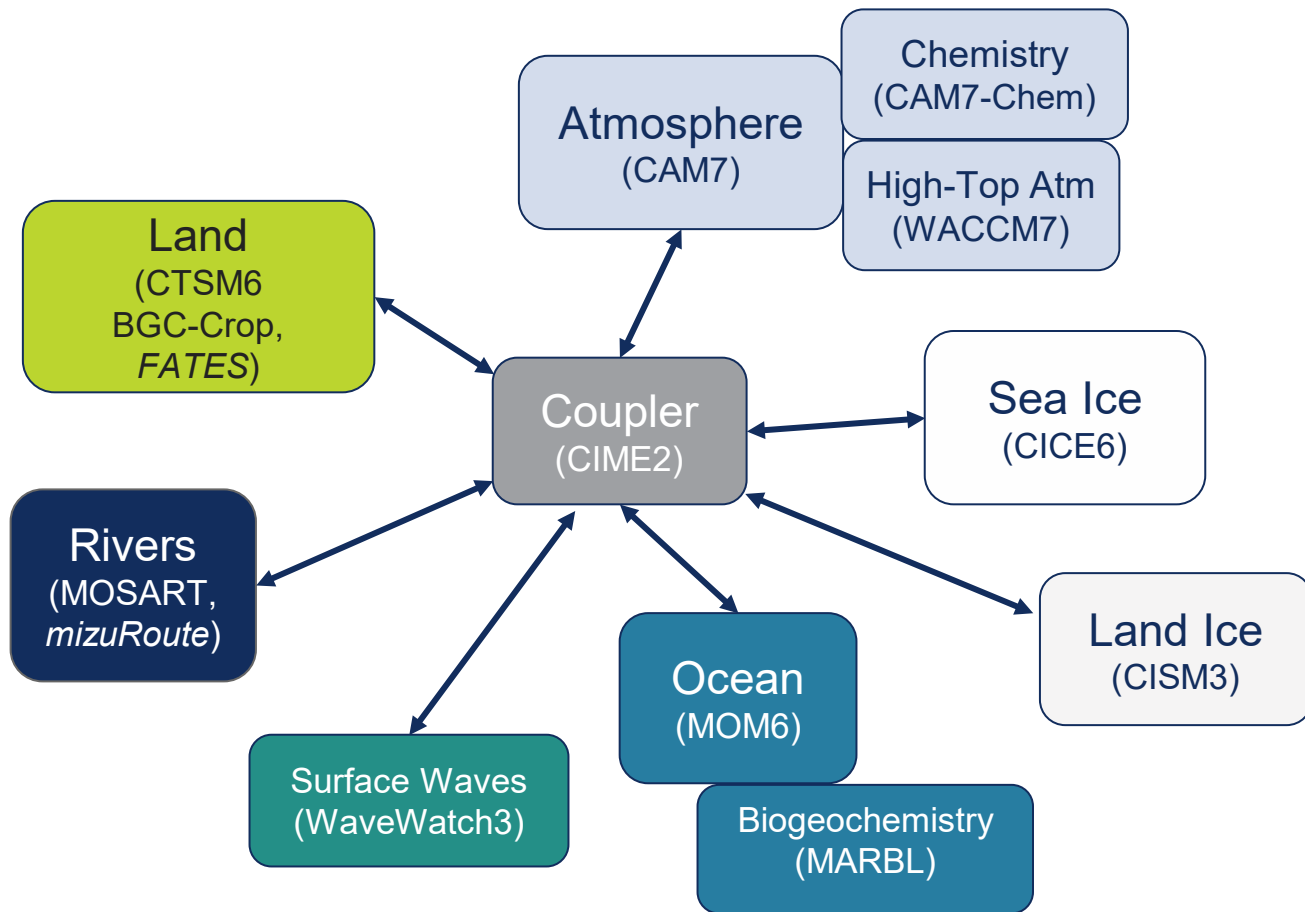 Chemistry
(CAM7-Chem)
Atmosphere
(CAM7)
High-Top Atm
(WACCM7)
Land
(CTSM6
BGC-Crop,
FATES)
Coupler
(CIME2)
Sea Ice
(CICE6)
Rivers
(MOSART,
mizuRoute)
Land Ice
(CISM3)
Ocean
(MOM6)
Surface Waves
(WaveWatch3)
Biogeochemistry
(MARBL)